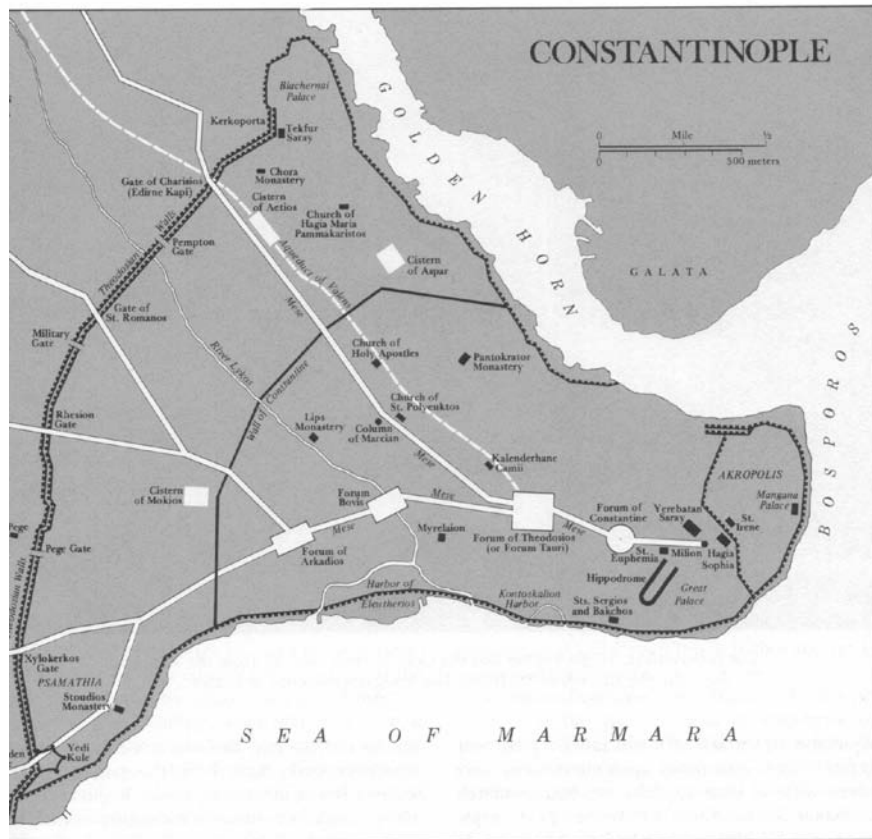 CONSTANTINOPLE
0 Mile ½
0 500 meters
GOLDEN HORN
BOSPOROS
GALATA
Blachernai
Palace
Kerkoporta
Tekfur
Saray
Chora
Monastery
Gate of Charisios
(Edirne Kapi)
Cistern
of Aetios
Church of
Hagia Maria
Pammakaristos
Theodosian Walls
Pempton
Gate
Aqueduct of Valens
Cistern
of Aspar
Mese
Gate of
St. Romanos
Military
Gate
River Lykos
Wall of Constantine
Church of
Holy Apostles
Pantokrator
Monastery
Rhesion
Gate
Lips
Monastery
Church of
St. Polyeuktos
Column
of Marcian
Mese
Kalenderhane
Camii
AKROPOLIS
Mangana
Palace
Cistern of
Mokios
Forum
Bovis
Mese
Forum of
Constantine
Yerebatan
Saray
St.
Irene
Pege
Pege Gate
Mese
Forum of
Arkadios
Myrelaion
Forum of Theodosios
(or Forum Tauri)
Mese
St.
Euphemia
Milion
Hagia
Sophia
Hippodrome
Great
Palace
Harbor of
Eleutherios
Kontoskalion
Harbor
Sts. Sergios
and Bakchos
Walls
Xylokerkos
Gate
PSAMATHIA
Stoudios
Monastery
Yedi
Kule
SEA OF MARMARA